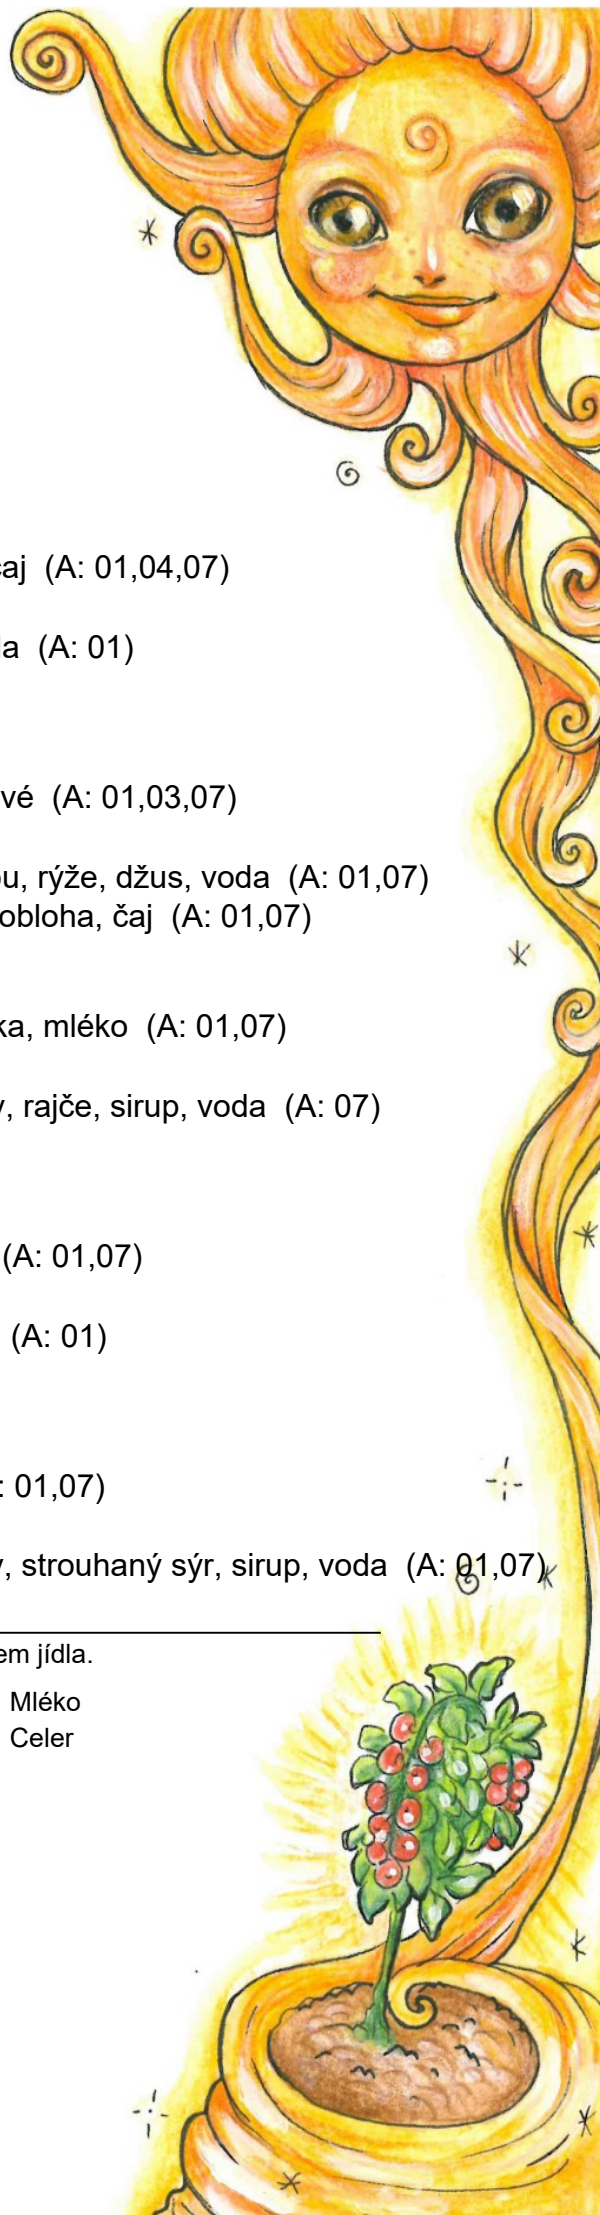 čaj (A: 01,04,07)
da (A: 01)
vé (A: 01,03,07)
ou, rýže, džus, voda (A: 01,07)
obloha, čaj (A: 01,07)
ka, mléko (A: 01,07)
y, rajče, sirup, voda (A: 07)
(A: 01,07)
(A: 01)
: 01,07)
y, strouhaný sýr, sirup, voda (A: 01,07)
em jídla.
Mléko
Celer